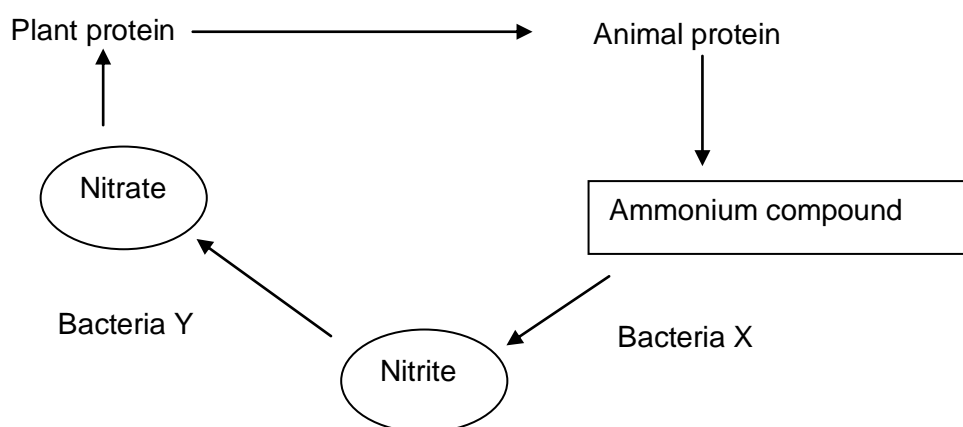 Plant protein
Animal protein
Nitrate
Ammonium compound
Bacteria Y
Bacteria X
Nitrite